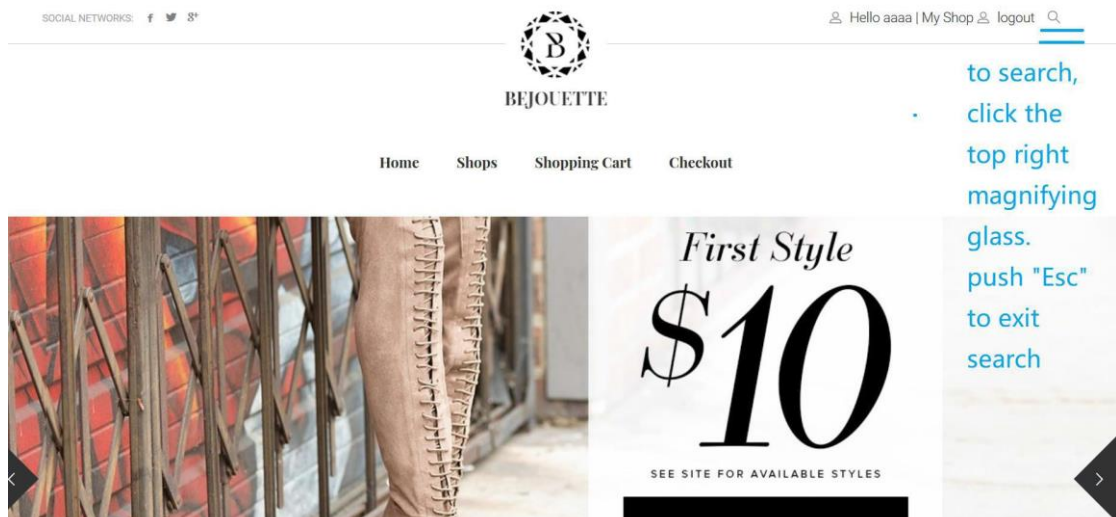 SOCIAL NETWORKS: f 8+
Hello aaaa | My Shop logout
B
BEJOUETTE
Home Shops Shopping Cart Checkout
to search,
click the
top right
magnifying
glass.
push "Esc"
to exit
search
First Style
$10
SEE SITE FOR AVAILABLE STYLES